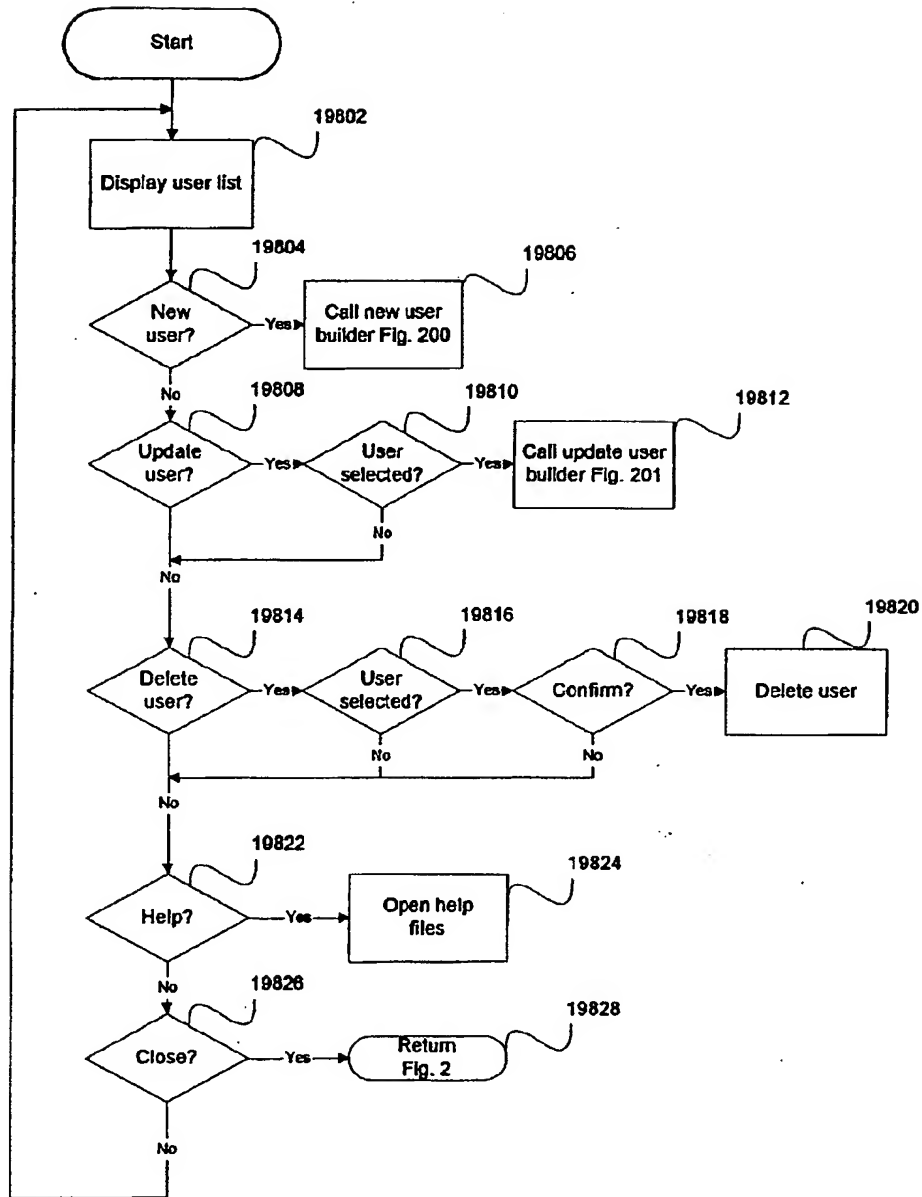 Start
19802
Display user list
19804
19806
New
user?
Yes
Call new user
builder Fig. 200
No
19808
19810
19812
Update
user?
Yes
User
selected?
Yes
Call update user
builder Fig. 201
No
No
19814
19816
19818
19820
Delete
user?
Yes
User
selected?
Yes
Confirm?
Yes
Delete user
No
No
No
19822
19824
Help?
Yes
Open help
files
No
19826
19828
Close?
Yes
Return
Fig. 2
No